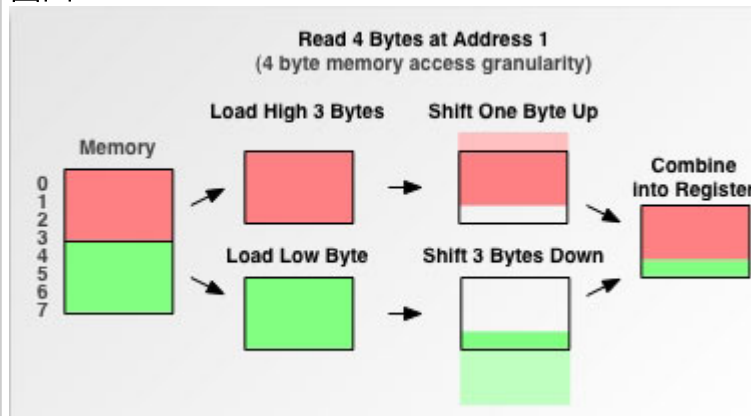 Read 4 Bytes at Address 1
(4 byte memory access granularity)
Load High 3 Bytes
Shift One Byte Up
Memory
Combine
into Register
0
1
2
3
4
5
6
7
Load Low Byte
Shift 3 Bytes Down